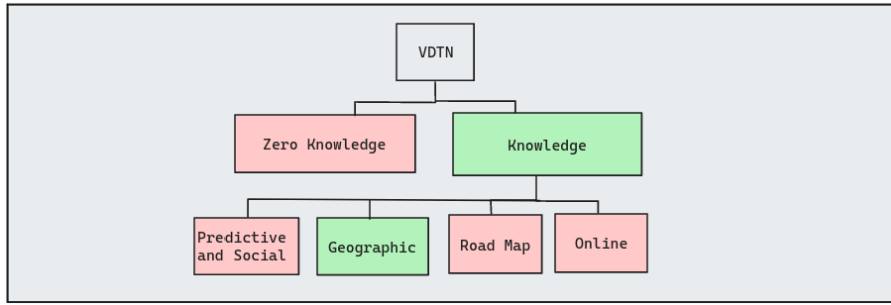 VDTN
Zero Knowledge
Knowledge
Predictive
and Social
Geographic
Road Map
Online